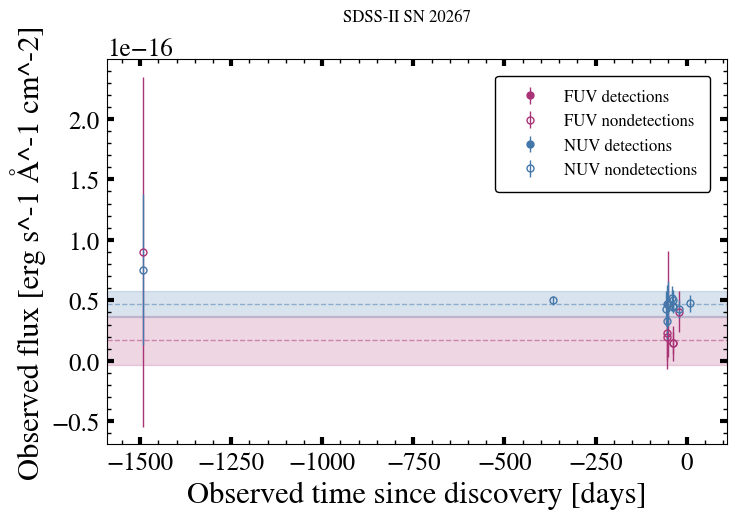 SDSS-II SN 20267
1e−16
Observed flux [erg s^-1 Å^-1 cm^-2]
2.0
1.5
1.0
0.5
0.0
−0.5
FUV detections
FUV nondetections
NUV detections
NUV nondetections
−1500 −1250 −1000 −750 −500 −250 0
Observed time since discovery [days]